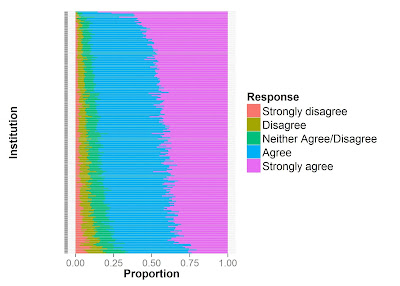 Institution
Response
Strongly disagree
Disagree
Neither Agree/Disagree
Agree
Strongly agree
0.00 0.25 0.50 0.75 1.00
Proportion